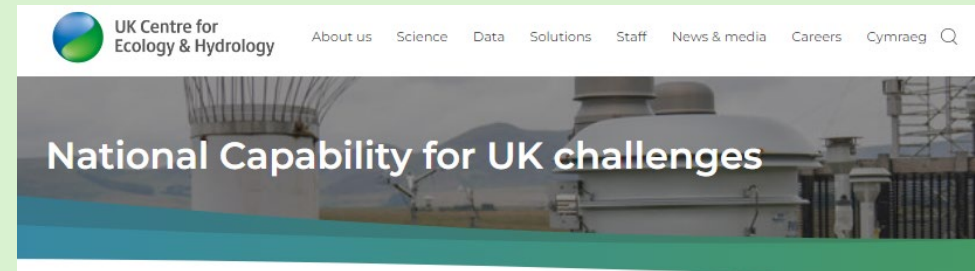 UK Centre for
Ecology & Hydrology
About us Science Data Solutions Staff News & media Careers Cymraeg
National Capability for UK challenges